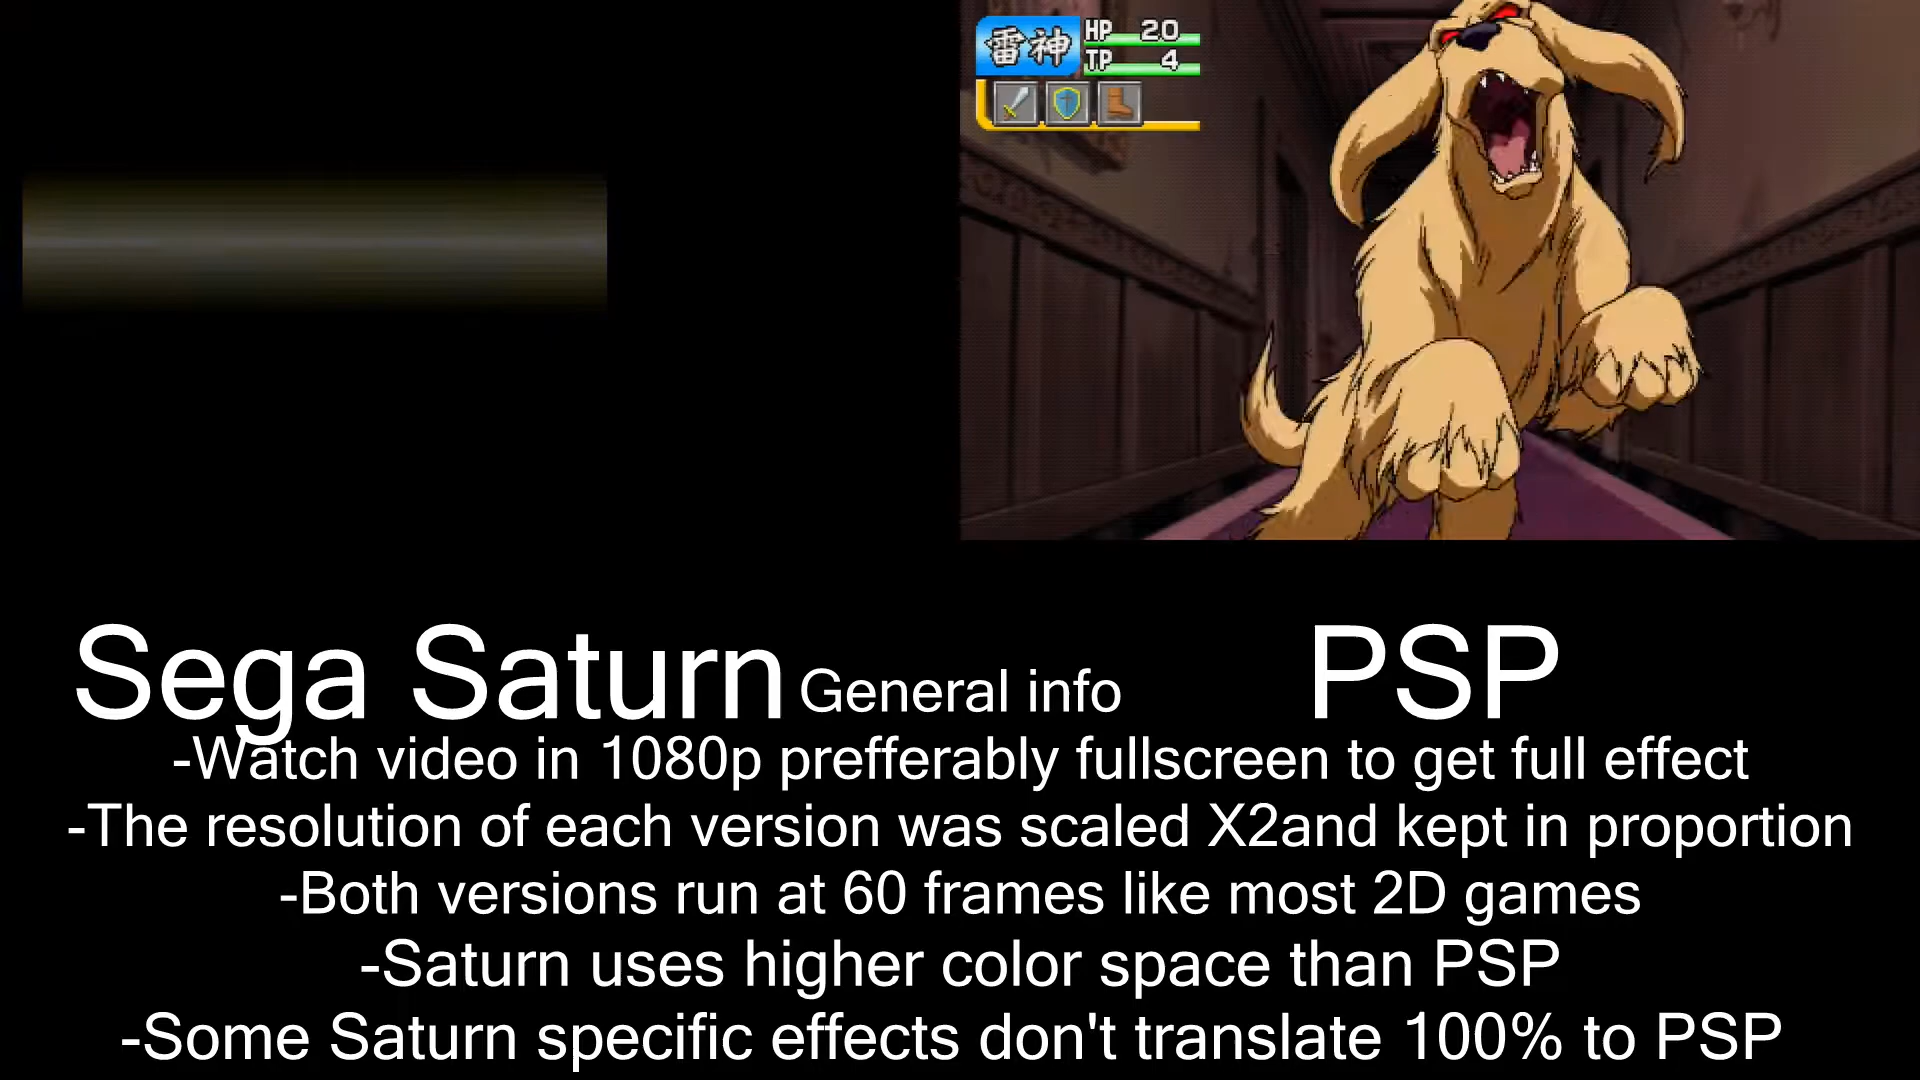 雷神 HP 20
TP 4
Sega Saturn General info PSP
-Watch video in 1080p prefferably fullscreen to get full effect
-The resolution of each version was scaled X2and kept in proportion
-Both versions run at 60 frames like most 2D games
-Saturn uses higher color space than PSP
-Some Saturn specific effects don't translate 100% to PSP